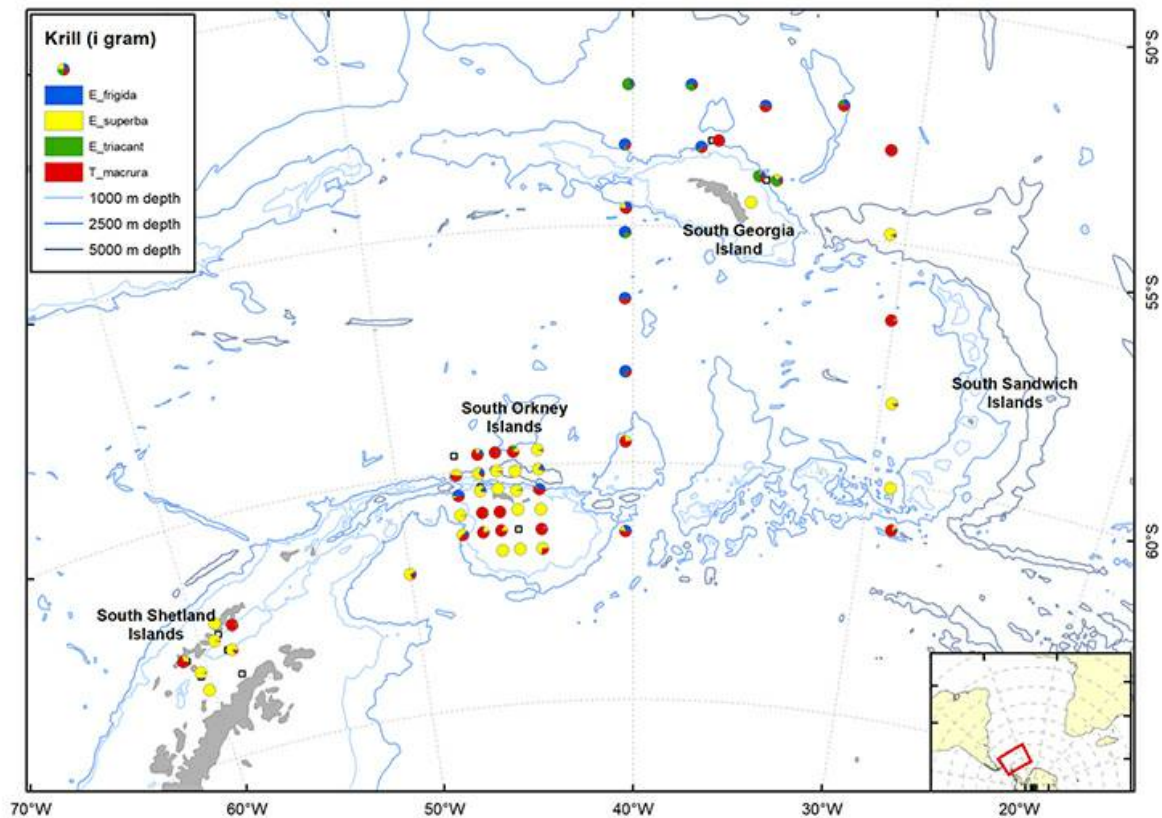 Krill (i gram)
E_frigida
E_superba
E_triacant
T_macrura
1000 m depth
2500 m depth
5000 m depth
South Georgia
Island
South Sandwich
Islands
South Orkney
Islands
South Shetland
Islands
50°S
55°S
60°S
70°W
60°W
50°W
40°W
30°W
20°W